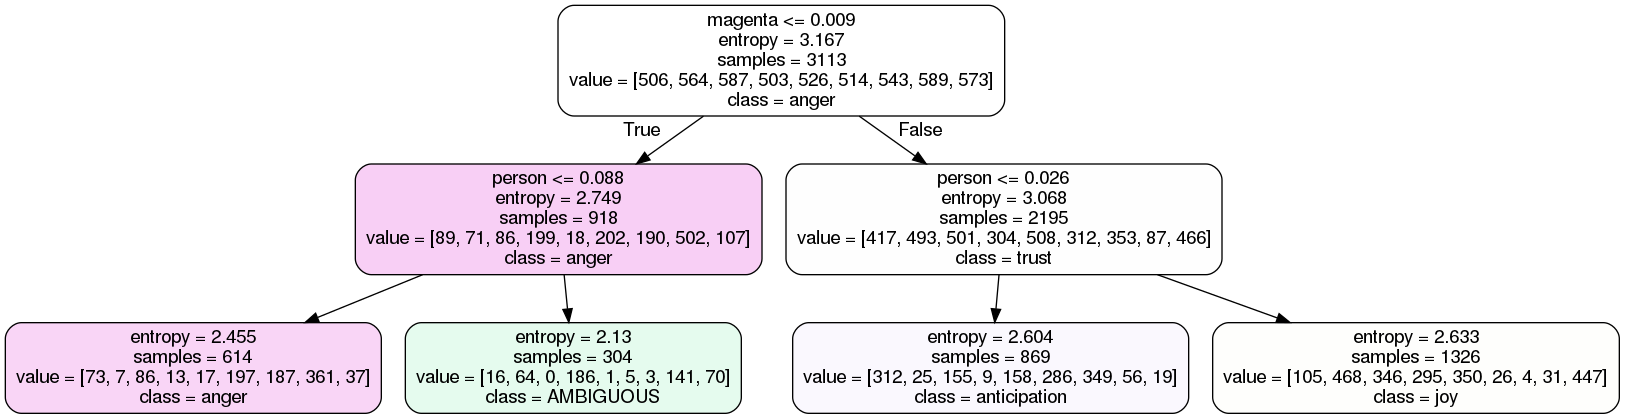 magenta <= 0.009
entropy = 3.167
samples = 3113
value = [506, 564, 587, 503, 526, 514, 543, 589, 573]
class = anger
True
False
person <= 0.088
entropy = 2.749
samples = 918
value = [89, 71, 86, 199, 18, 202, 190, 502, 107]
class = anger
person <= 0.026
entropy = 3.068
samples = 2195
value = [417, 493, 501, 304, 508, 312, 353, 87, 466]
class = trust
entropy = 2.455
samples = 614
value = [73, 7, 86, 13, 17, 197, 187, 361, 37]
class = anger
entropy = 2.13
samples = 304
value = [16, 64, 0, 186, 1, 5, 3, 141, 70]
class = AMBIGUOUS
entropy = 2.604
samples = 869
value = [312, 25, 155, 9, 158, 286, 349, 56, 19]
class = anticipation
entropy = 2.633
samples = 1326
value = [105, 468, 346, 295, 350, 26, 4, 31, 447]
class = joy